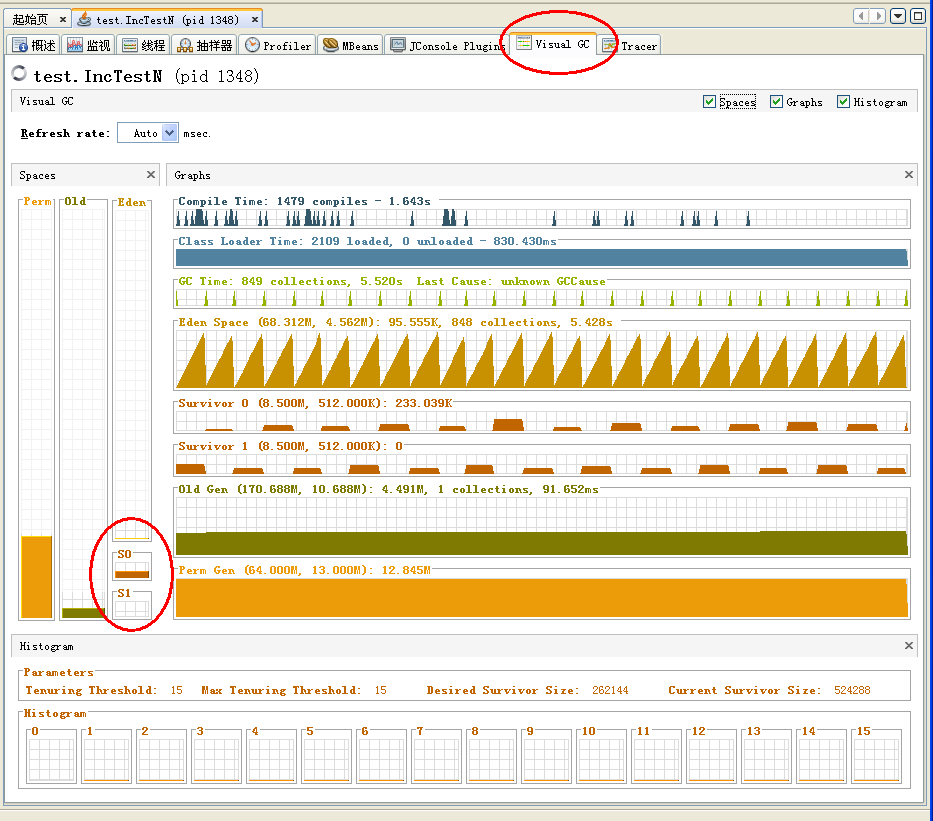 起始页 test.IncTestN (pid 1348)
概述 监视 线程 抽样器 Profiler MBeans JConsole Plugins Visual GC Tracer
test.IncTestN (pid 1348)
Visual GC Spaces Graphs Histogram
Refresh rate: Auto msec.
Spaces Graphs
Perm Old Eden
Compile Time: 1479 compiles - 1.643s
Class Loader Time: 2109 loaded, 0 unloaded - 830.430ms
GC Time: 849 collections, 5.520s Last Cause: unknown GCCause
Eden Space (68.312M, 4.562M): 95.555K, 848 collections, 5.428s
Survivor 0 (8.500M, 512.000K): 233.039K
Survivor 1 (8.500M, 512.000K): 0
Old Gen (170.688M, 10.688M): 4.491M, 1 collections, 91.652ms
S0
Perm Gen (64.000M, 13.000M): 12.845M
S1
Histogram
Parameters
Tenuring Threshold: 15 Max Tenuring Threshold: 15 Desired Survivor Size: 262144 Current Survivor Size: 524288
Histogram
0 1 2 3 4 5 6 7 8 9 10 11 12 13 14 15